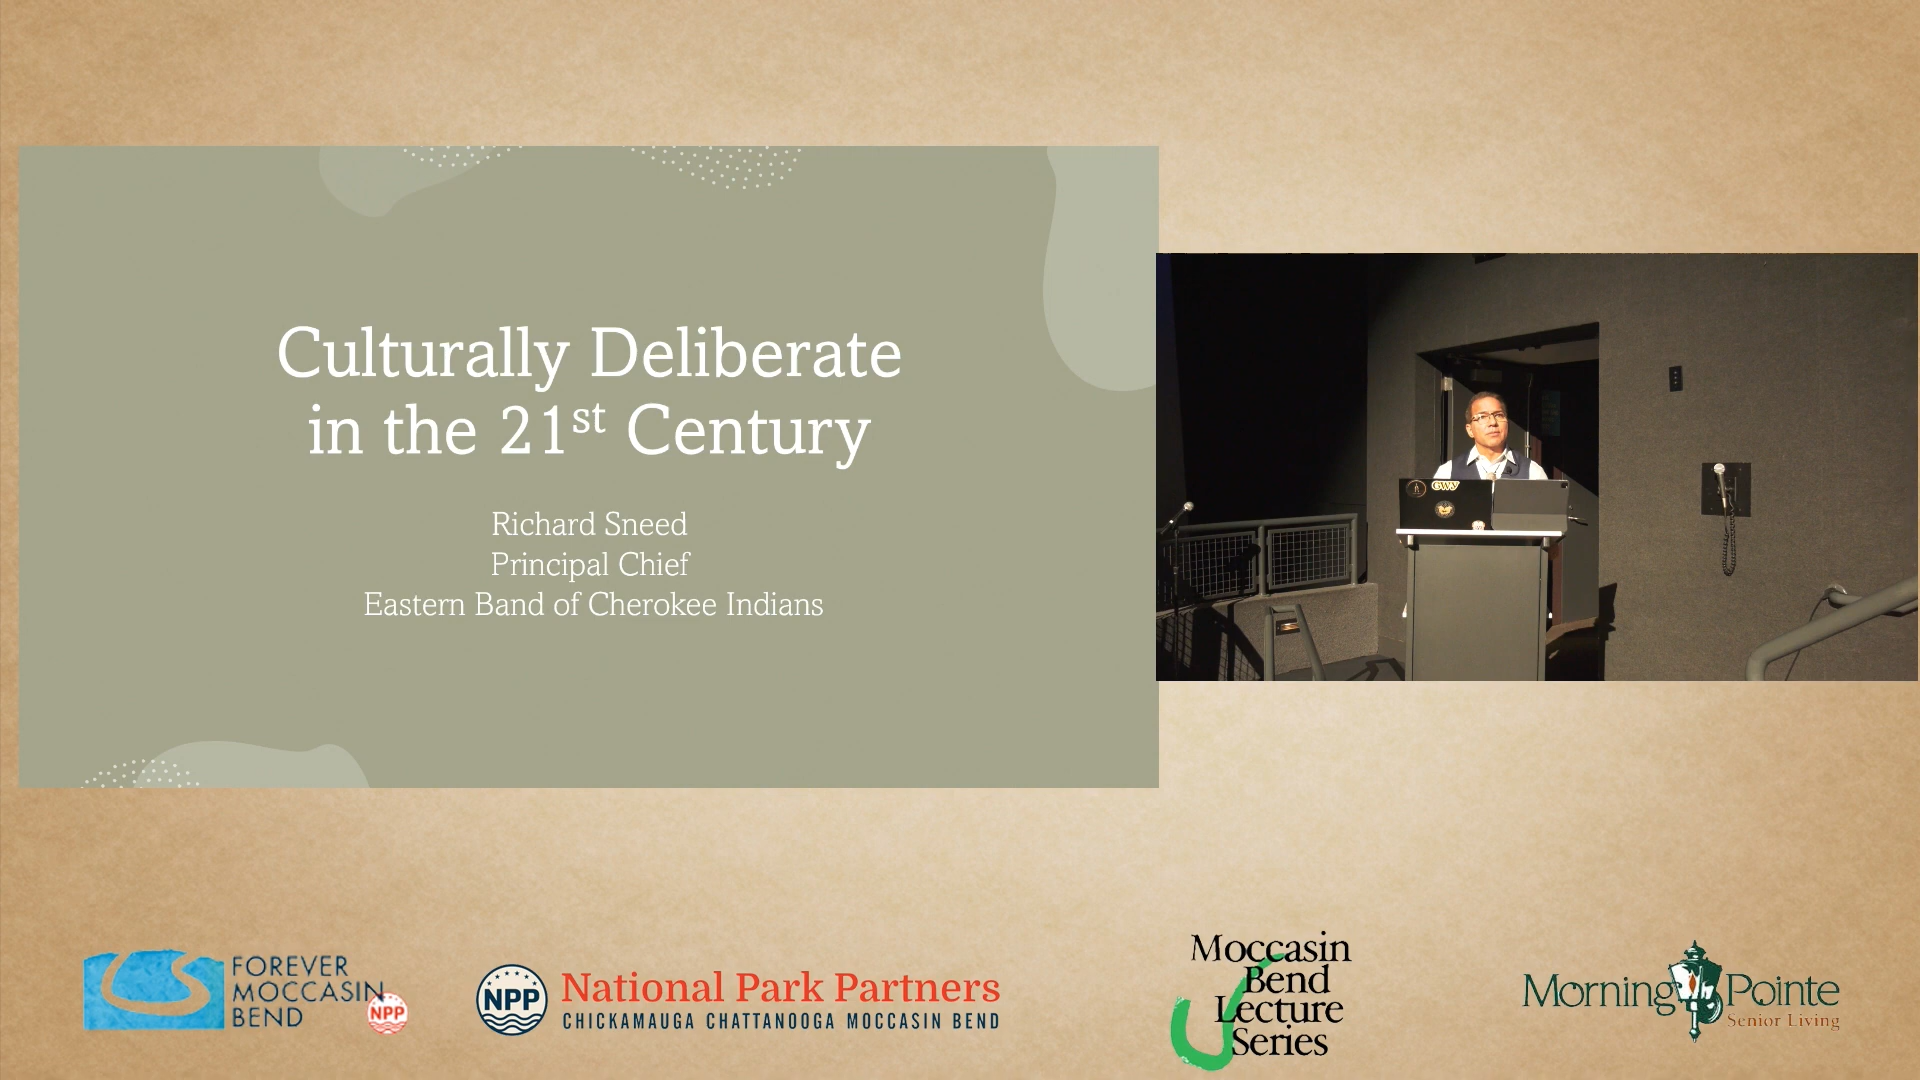 Culturally Deliberate
in the 21st Century
Richard Sneed
Principal Chief
Eastern Band of Cherokee Indians
GWY
FOREVER
MOCCASIN
BEND
NPP
NPP
National Park Partners
CHICKAMAUGA CHATTANOOGA MOCCASIN BEND
Moccasin
Bend
Lecture
Series
Morning Pointe
Senior Living